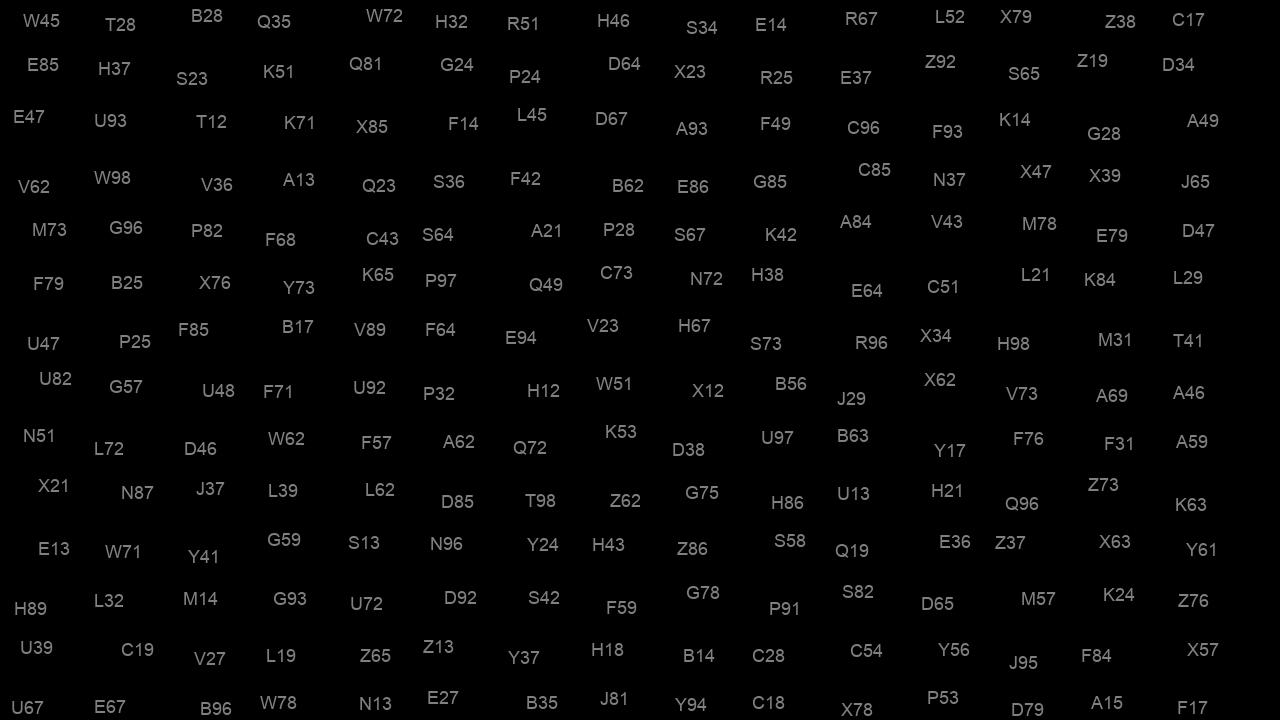 W45 T28 B28 Q35 W72 H32 R51 H46 S34 E14 R67 L52 X79 Z38 C17
E85 H37 S23 K51 Q81 G24 P24 D64 X23 R25 E37 Z92 S65 Z19 D34
E47 U93 T12 K71 X85 F14 L45 D67 A93 F49 C96 F93 K14 G28 A49
V62 W98 V36 A13 Q23 S36 F42 B62 E86 G85 C85 N37 X47 X39 J65
M73 G96 P82 F68 C43 S64 A21 P28 S67 K42 A84 V43 M78 E79 D47
F79 B25 X76 Y73 K65 P97 Q49 C73 N72 H38 E64 C51 L21 K84 L29
U47 P25 F85 B17 V89 F64 E94 V23 H67 S73 R96 X34 H98 M31 T41
U82 G57 U48 F71 U92 P32 H12 W51 X12 B56 J29 X62 V73 A69 A46
N51 L72 D46 W62 F57 A62 Q72 K53 D38 U97 B63 Y17 F76 F31 A59
X21 N87 J37 L39 L62 D85 T98 Z62 G75 H86 U13 H21 Q96 Z73 K63
E13 W71 Y41 G59 S13 N96 Y24 H43 Z86 S58 Q19 E36 Z37 X63 Y61
H89 L32 M14 G93 U72 D92 S42 F59 G78 P91 S82 D65 M57 K24 Z76
U39 C19 V27 L19 Z65 Z13 Y37 H18 B14 C28 C54 Y56 J95 F84 X57
U67 E67 B96 W78 N13 E27 B35 J81 Y94 C18 X78 P53 D79 A15 F17